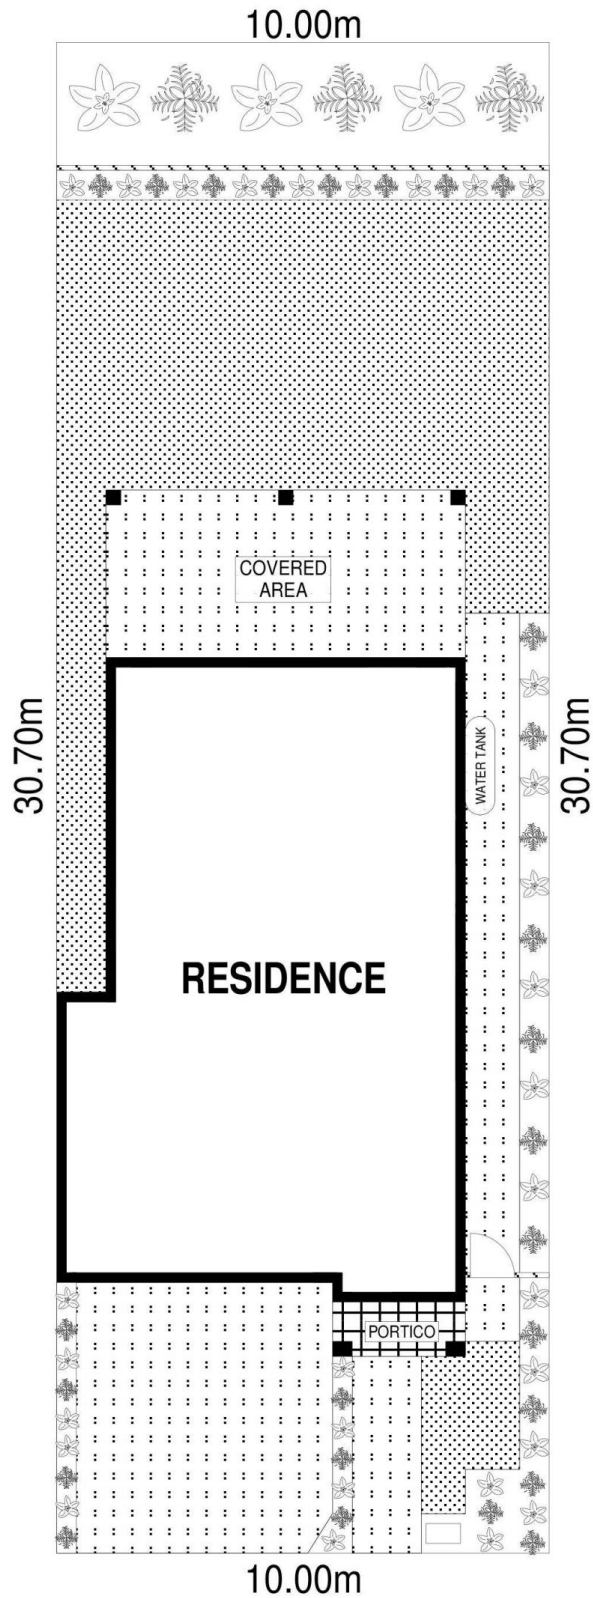 10.00m
COVERED
AREA
30.70m
30.70m
WATER TANK
RESIDENCE
PORTICO
10.00m